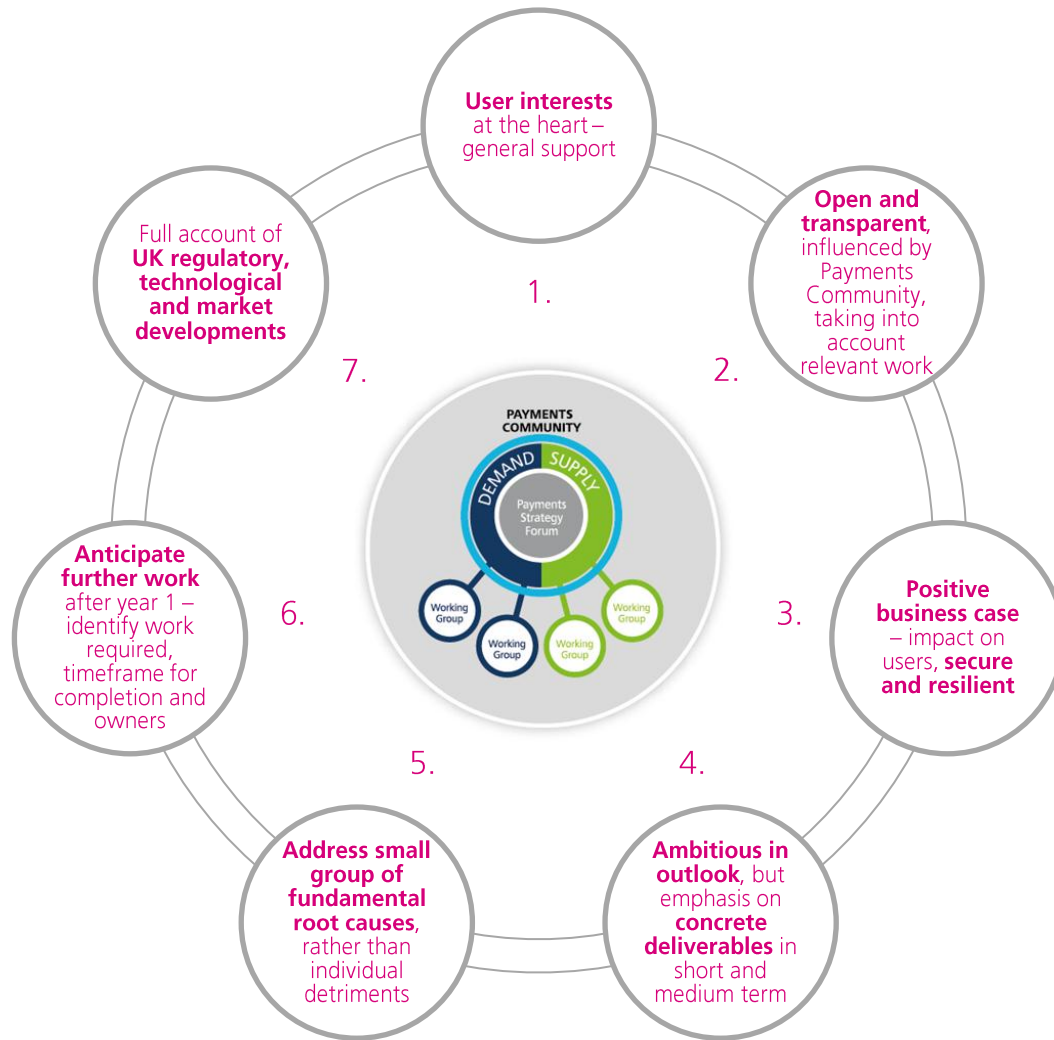 User interests
at the heart –
general support
1.
Open and
transparent,
influenced by
Payments
Community,
taking into
account
relevant work
2.
Positive
business case
– impact on
users, secure
and resilient
3.
Ambitious in
outlook, but
emphasis on
concrete
deliverables in
short and
medium term
4.
Address small
group of
fundamental
root causes,
rather than
individual
detriments
5.
Anticipate
further work
after year 1 –
identify work
required,
timeframe for
completion and
owners
6.
Full account of
UK regulatory,
technological
and market
developments
7.
PAYMENTS
COMMUNITY
DEMAND
SUPPLY
Payments
Strategy
Forum
Working
Group
Working
Group
Working
Group
Working
Group